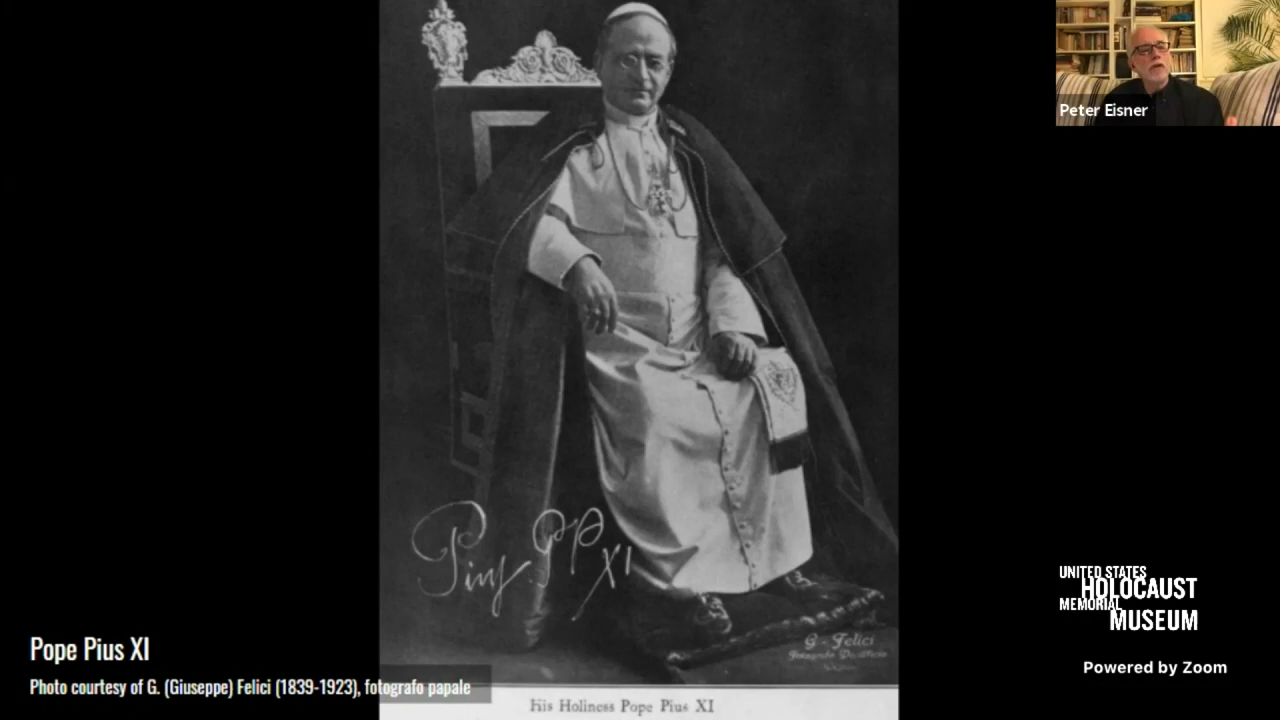 Peter Eisner
Pius PP XI
G. Felici
His Holiness Pope Pius XI
Pope Pius XI
Photo courtesy of G. (Giuseppe) Felici (1839-1923), fotografo papale
UNITED STATES
HOLOCAUST
MEMORIAL
MUSEUM
Powered by Zoom